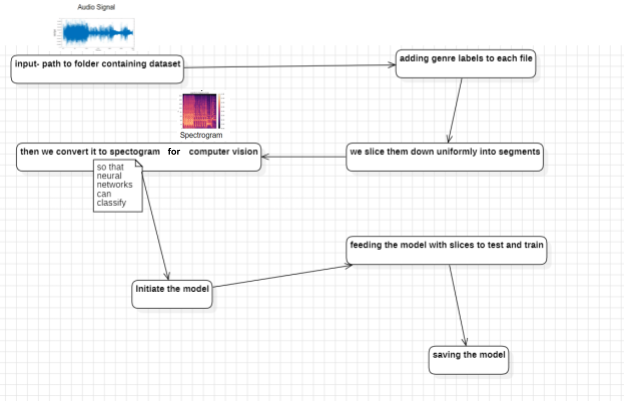 Audio Signal
input- path to folder containing dataset
adding genre labels to each file
Spectrogram
then we convert it to spectogram for computer vision
we slice them down uniformly into segments
so that
neural
networks
can
classify
feeding the model with slices to test and train
Initiate the model
saving the model